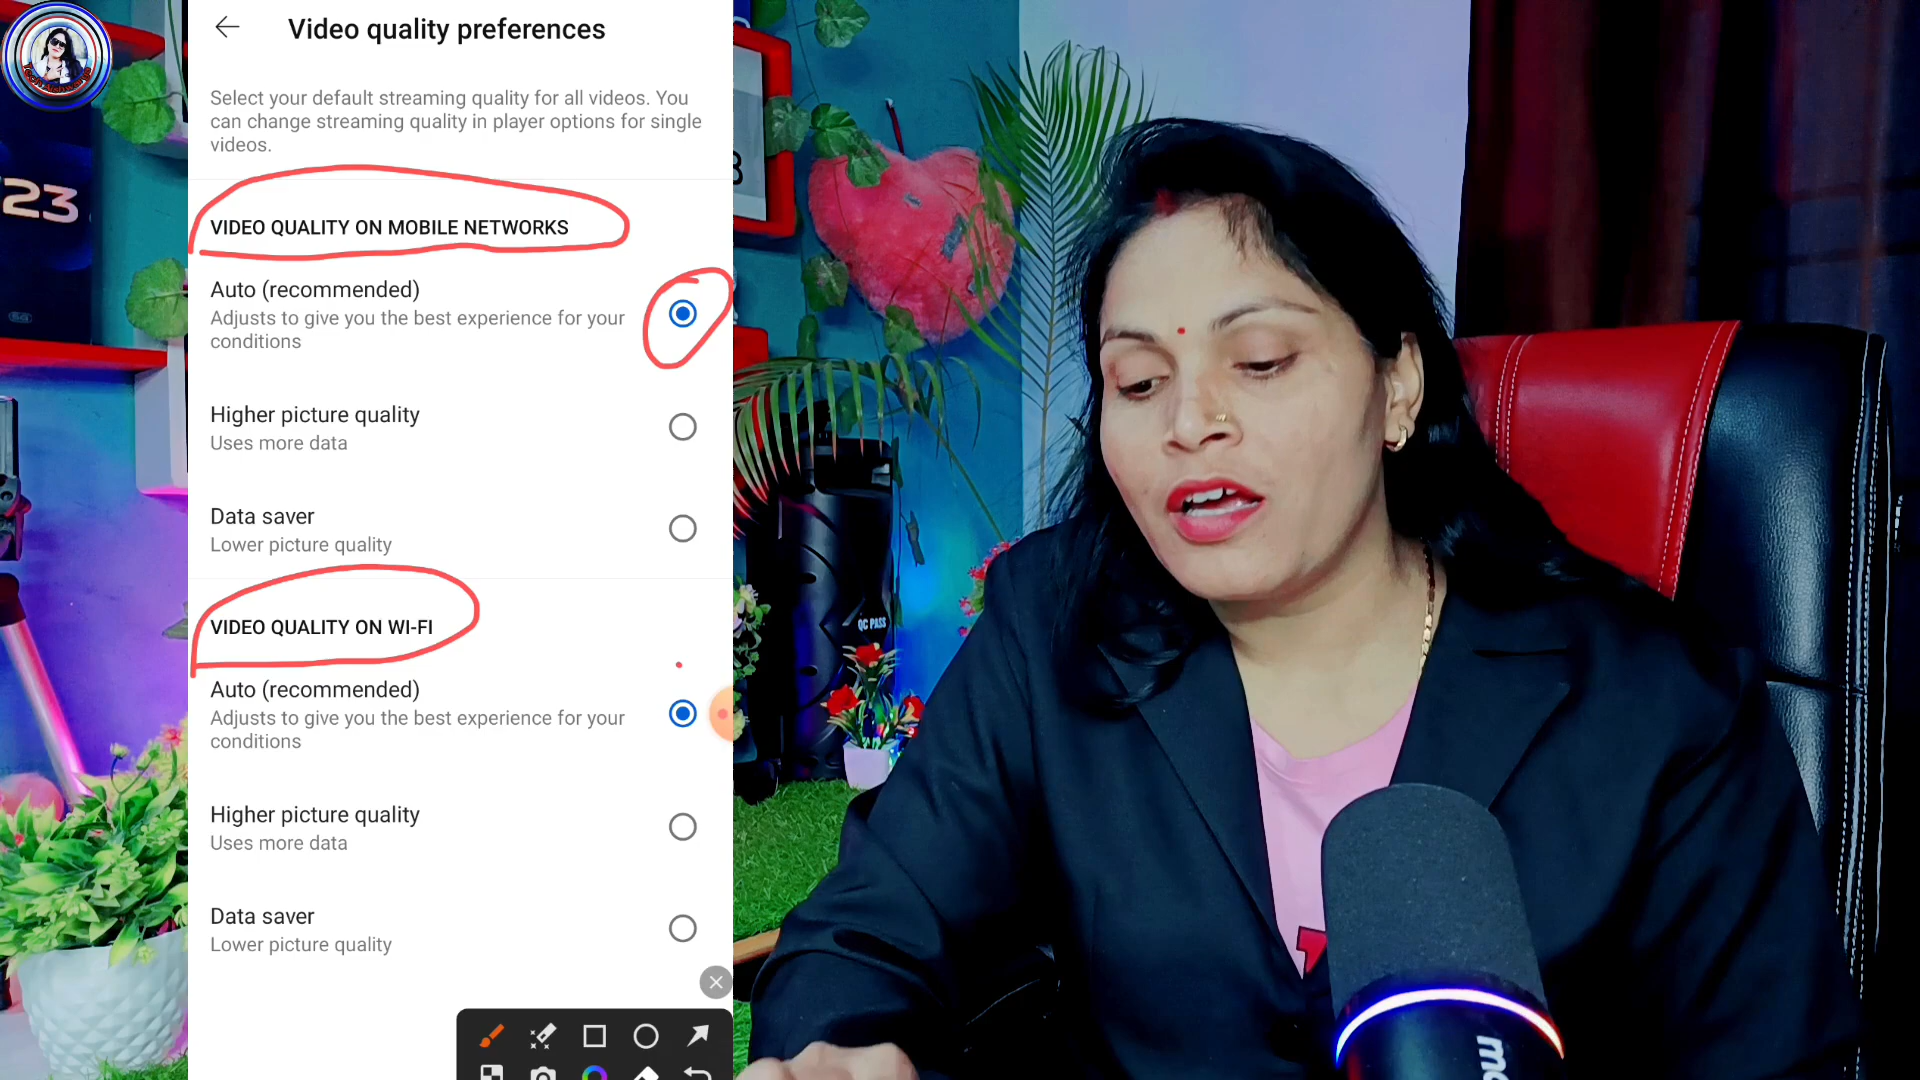 Video quality preferences
Select your default streaming quality for all videos. You
can change streaming quality in player options for single
videos.
VIDEO QUALITY ON MOBILE NETWORKS
Auto (recommended)
Adjusts to give you the best experience for your
conditions
Higher picture quality
Uses more data
Data saver
Lower picture quality
VIDEO QUALITY ON WI-FI
Auto (recommended)
Adjusts to give you the best experience for your
conditions
Higher picture quality
Uses more data
Data saver
Lower picture quality
23
5G
QC PASS